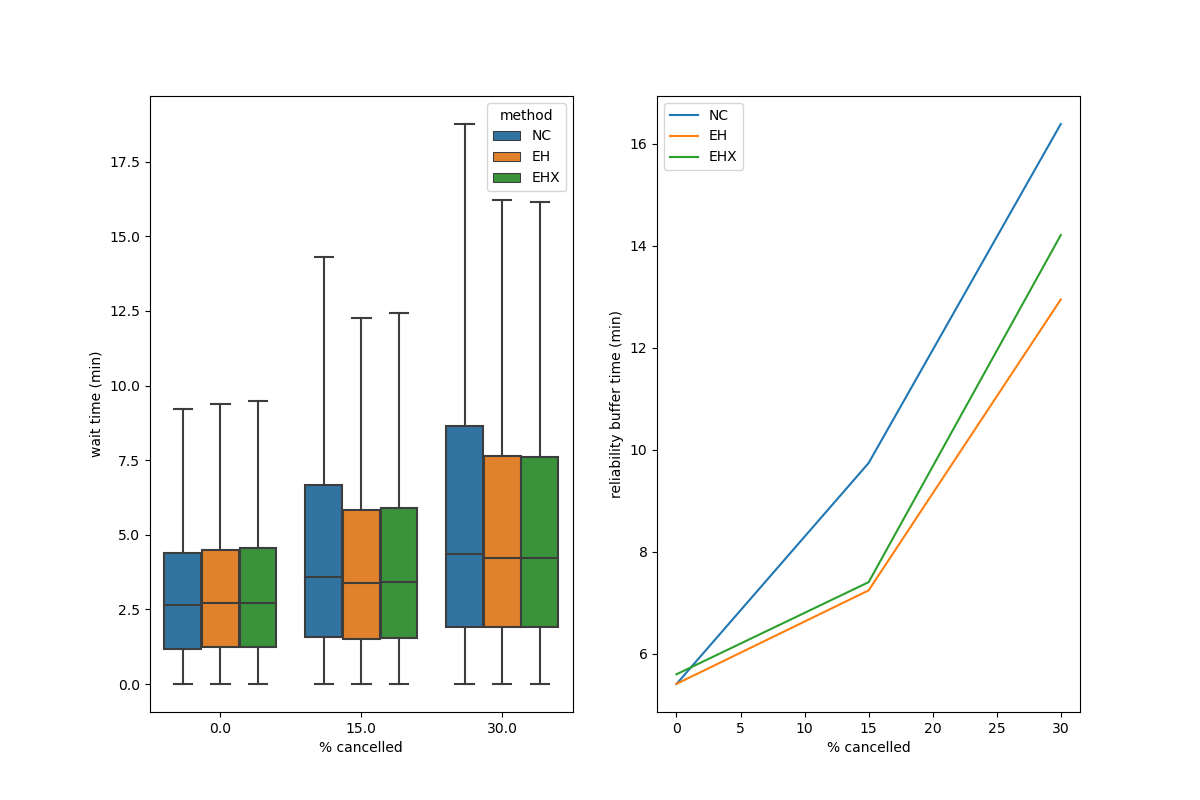 method
NC
EH
EHX
17.5
15.0
12.5
10.0
7.5
5.0
2.5
0.0
wait time (min)
0.0 15.0 30.0
% cancelled
NC
EH
EHX
16
14
12
10
8
6
reliability buffer time (min)
0 5 10 15 20 25 30
% cancelled